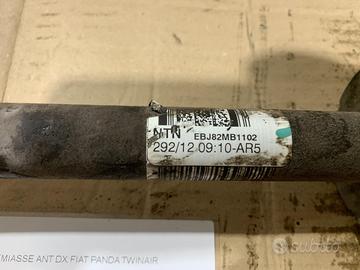 NTN EBJ82MB1102
292/12 09:10-AR5
MIASSE ANT DX FIAT PANDA TWINAIR
subito